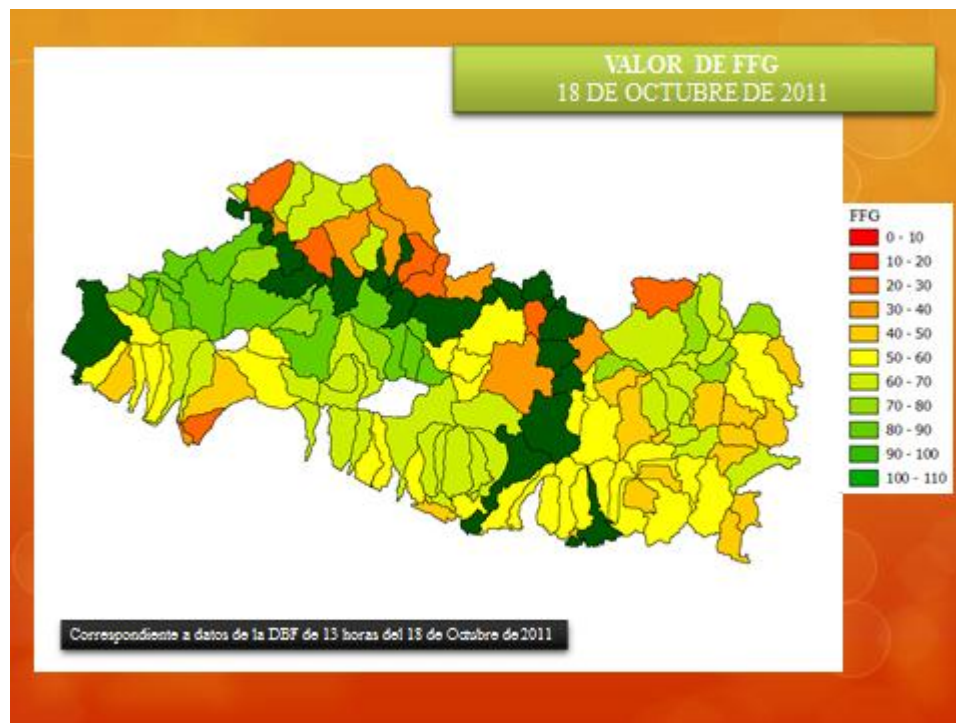 VALOR DE FFG
18 DE OCTUBRE DE 2011
FFG
0 - 10
10 - 20
20 - 30
30 - 40
40 - 50
50 - 60
60 - 70
70 - 80
80 - 90
90 - 100
100 - 110
Correspondiente a datos de la DBF de 13 horas del 18 de Octubre de 2011